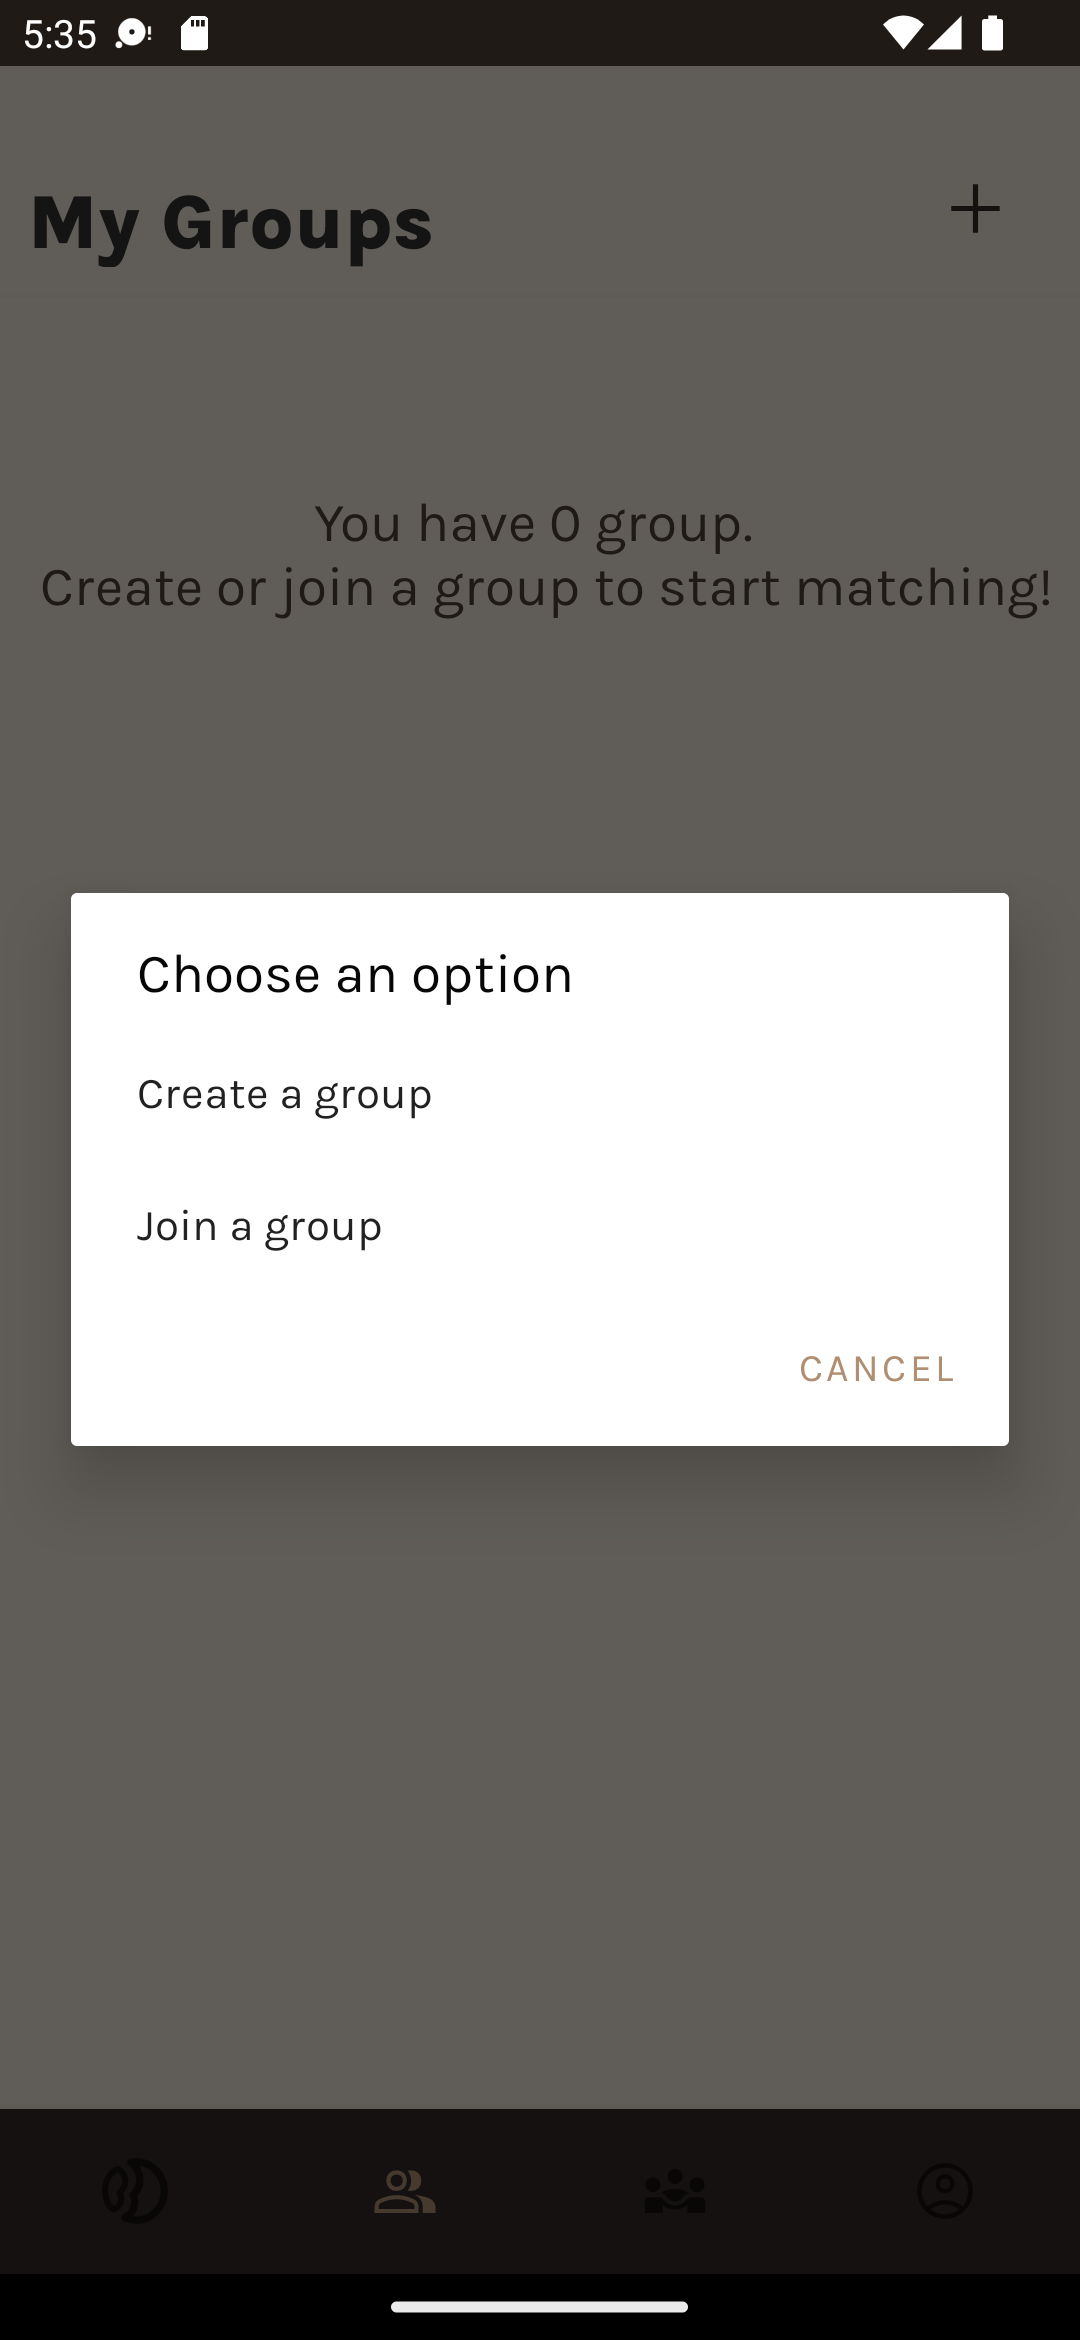 5:35
My Groups
You have 0 group.
Create or join a group to start matching!
Choose an option
Create a group
Join a group
CANCEL